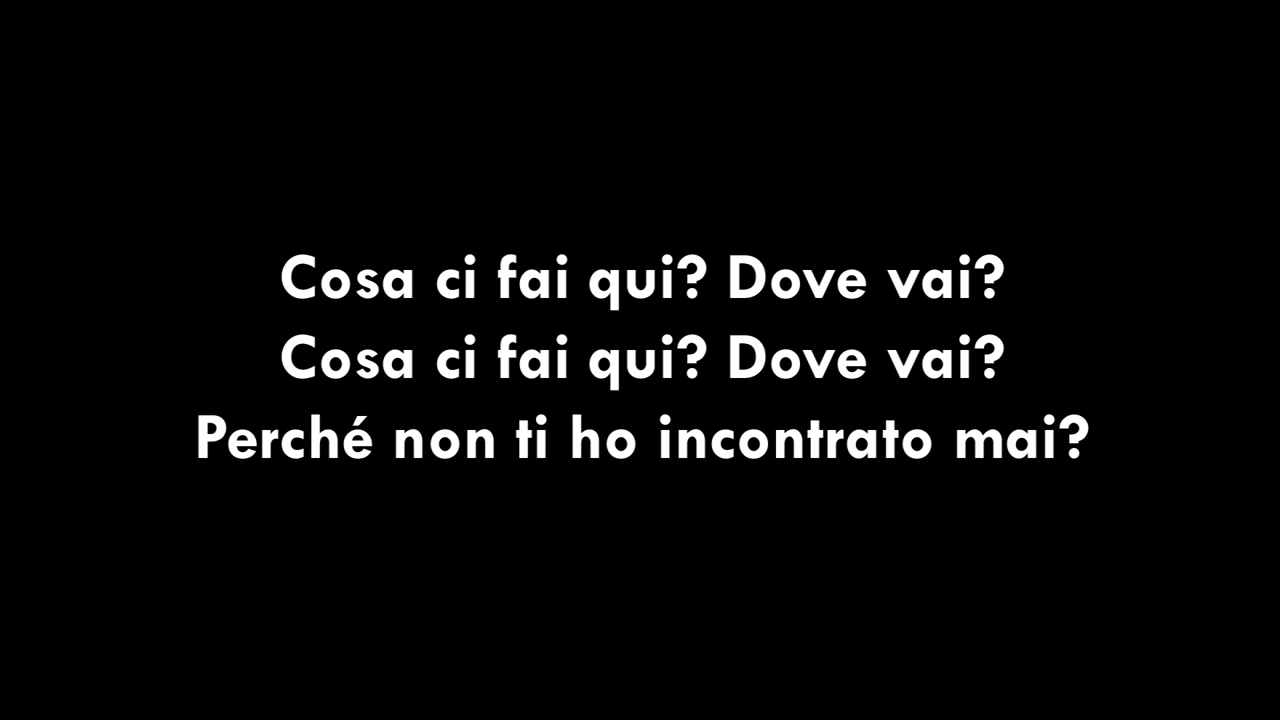 Cosa ci fai qui? Dove vai?
Cosa ci fai qui? Dove vai?
Perché non ti ho incontrato mai?